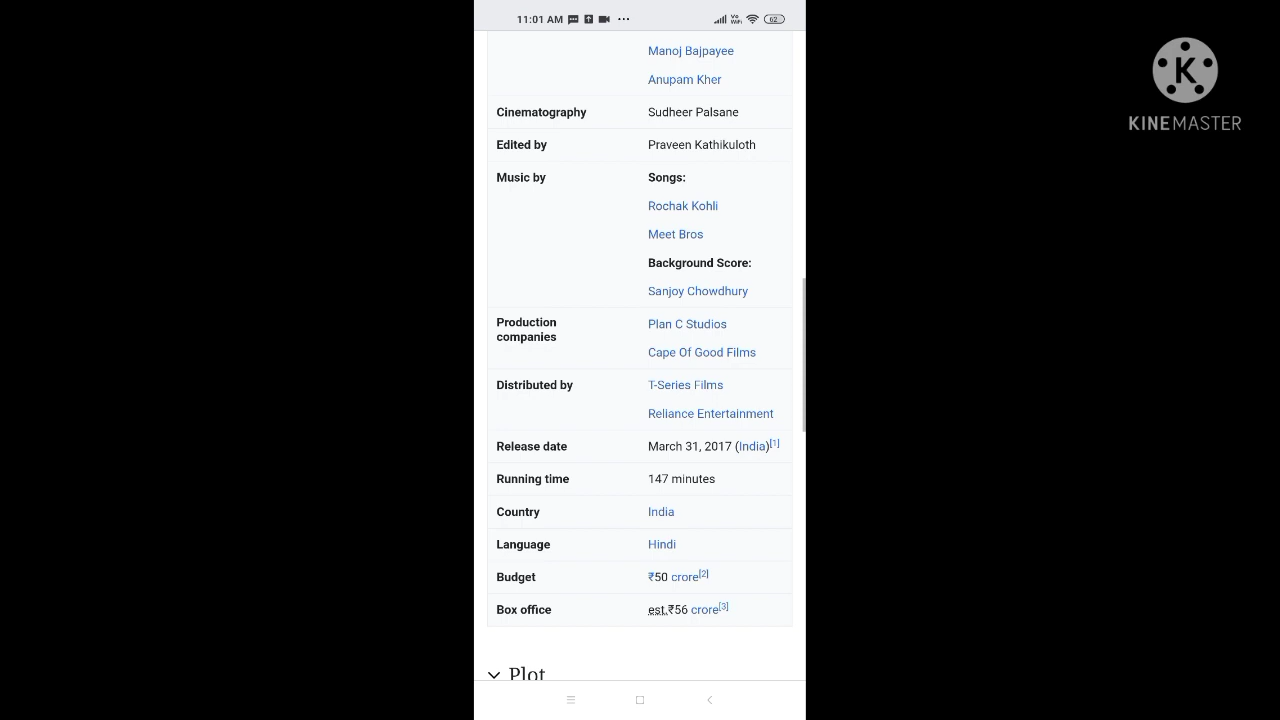 11:01 AM
Vo WiFi
62
KINEMASTER
Manoj Bajpayee
Anupam Kher
Cinematography Sudheer Palsane
Edited by Praveen Kathikuloth
Music by Songs:
Rochak Kohli
Meet Bros
Background Score:
Sanjoy Chowdhury
Production companies Plan C Studios
Cape Of Good Films
Distributed by T-Series Films
Reliance Entertainment
Release date March 31, 2017 (India)[1]
Running time 147 minutes
Country India
Language Hindi
Budget ₹50 crore[2]
Box office est.₹56 crore[3]
Plot